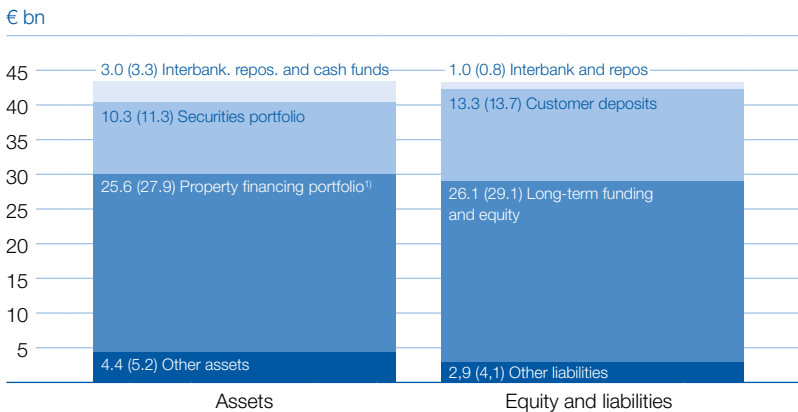 € bn
45
40
35
30
25
20
15
10
5
3.0 (3.3) Interbank. repos. and cash funds
10.3 (11.3) Securities portfolio
25.6 (27.9) Property financing portfolio¹⁾
4.4 (5.2) Other assets
Assets
1.0 (0.8) Interbank and repos
13.3 (13.7) Customer deposits
26.1 (29.1) Long-term funding
and equity
2,9 (4,1) Other liabilities
Equity and liabilities